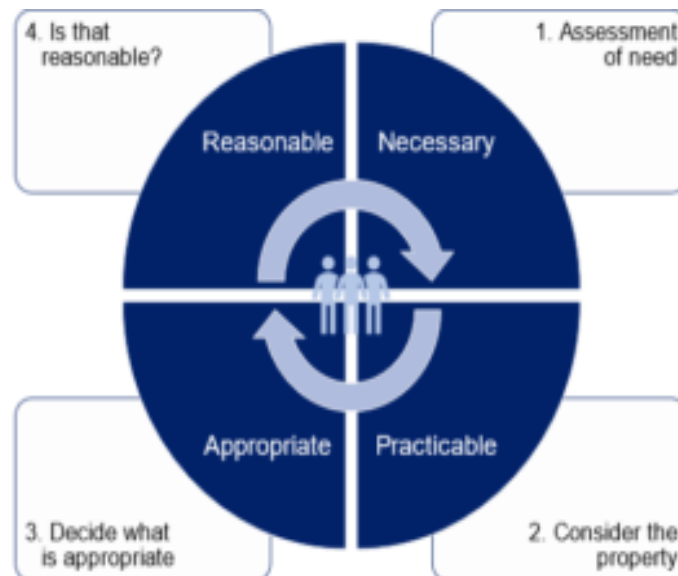 4. Is that
reasonable?
1. Assessment
of need
Reasonable
Necessary
Appropriate
Practicable
3. Decide what
is appropriate
2. Consider the
property